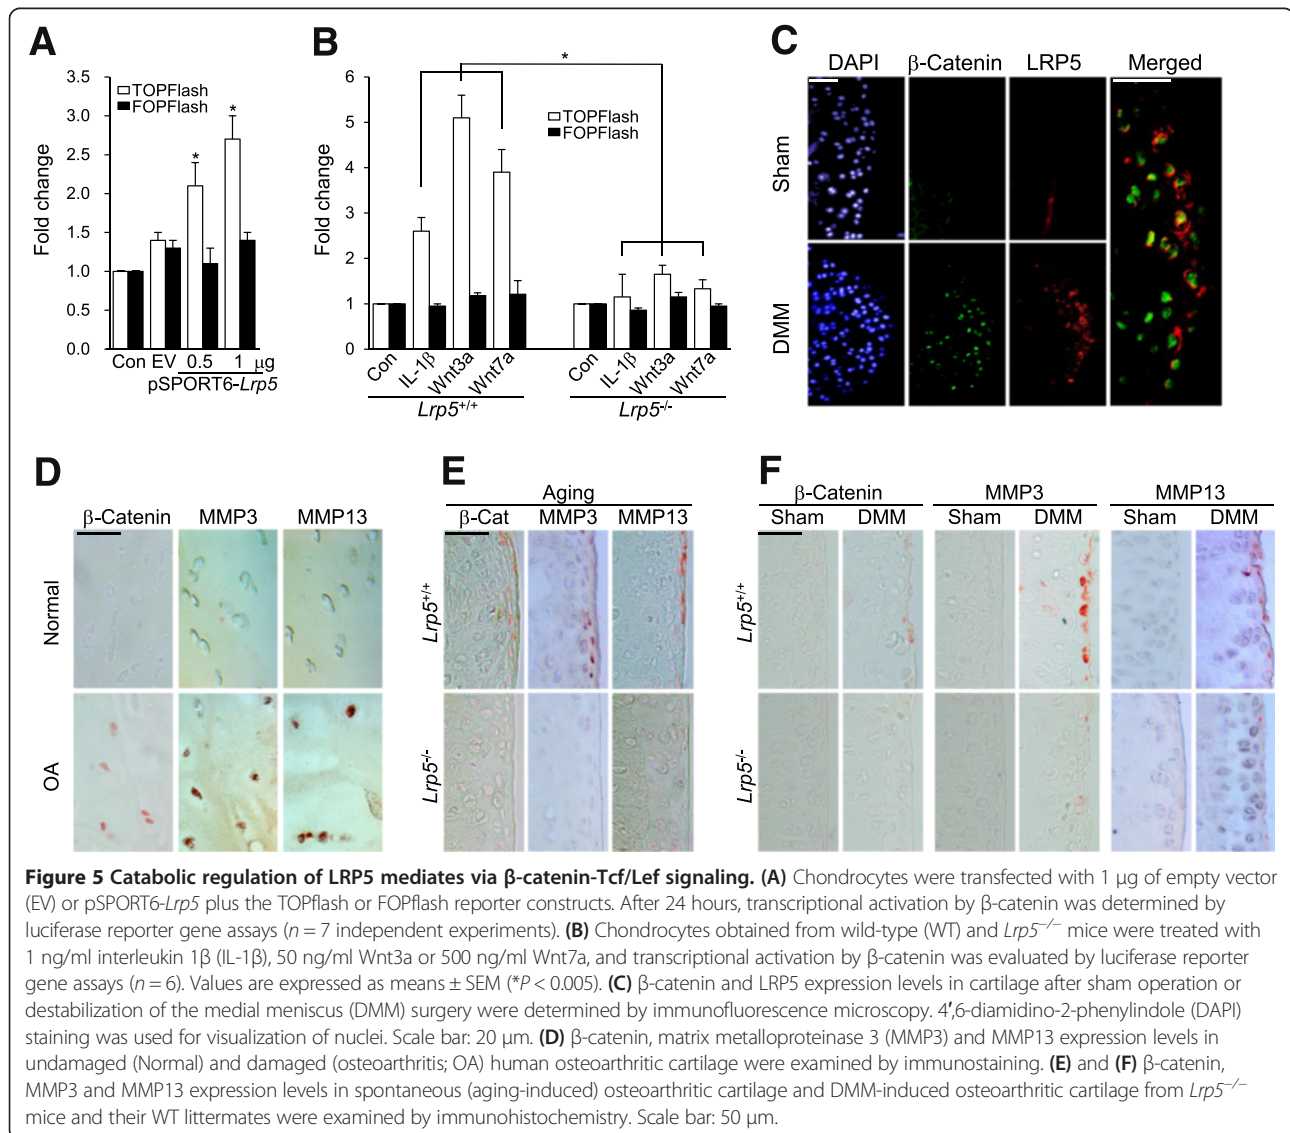 A
3.5
3.0
2.5
2.0
1.5
1.0
0.5
0.0
Fold change
TOPFlash
FOPFlash
*
*
Con EV 0.5 1 μg
pSPORT6-Lrp5
B
6
5
4
3
2
1
0
Fold change
*
TOPFlash
FOPFlash
Con IL-1β Wnt3a Wnt7a Con IL-1β Wnt3a Wnt7a
Lrp5+/+ Lrp5-/-
C
DAPI β-Catenin LRP5 Merged
Sham
DMM
D
β-Catenin MMP3 MMP13
Normal
OA
E
Aging
β-Cat MMP3 MMP13
Lrp5+/+
Lrp5-/-
F
β-Catenin MMP3 MMP13
Sham DMM Sham DMM Sham DMM
Lrp5+/+
Lrp5-/-
Figure 5 Catabolic regulation of LRP5 mediates via β-catenin-Tcf/Lef signaling. (A) Chondrocytes were transfected with 1 μg of empty vector
(EV) or pSPORT6-Lrp5 plus the TOPflash or FOPflash reporter constructs. After 24 hours, transcriptional activation by β-catenin was determined by
luciferase reporter gene assays (n = 7 independent experiments). (B) Chondrocytes obtained from wild-type (WT) and Lrp5−/− mice were treated with
1 ng/ml interleukin 1β (IL-1β), 50 ng/ml Wnt3a or 500 ng/ml Wnt7a, and transcriptional activation by β-catenin was evaluated by luciferase reporter
gene assays (n = 6). Values are expressed as means ± SEM (*P < 0.005). (C) β-catenin and LRP5 expression levels in cartilage after sham operation or
destabilization of the medial meniscus (DMM) surgery were determined by immunofluorescence microscopy. 4′,6-diamidino-2-phenylindole (DAPI)
staining was used for visualization of nuclei. Scale bar: 20 μm. (D) β-catenin, matrix metalloproteinase 3 (MMP3) and MMP13 expression levels in
undamaged (Normal) and damaged (osteoarthritis; OA) human osteoarthritic cartilage were examined by immunostaining. (E) and (F) β-catenin,
MMP3 and MMP13 expression levels in spontaneous (aging-induced) osteoarthritic cartilage and DMM-induced osteoarthritic cartilage from Lrp5−/−
mice and their WT littermates were examined by immunohistochemistry. Scale bar: 50 μm.